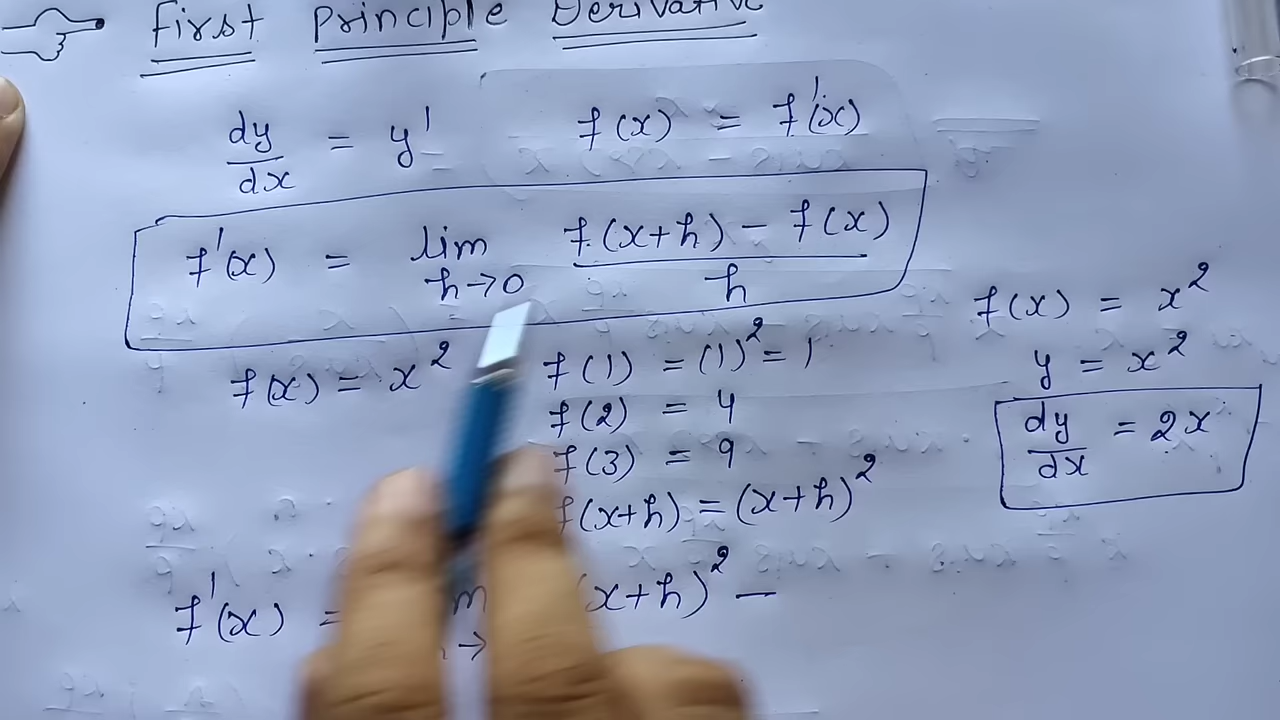 First Principle Derivative
dy/dx = y' f(x) = f'(x)
f'(x) = lim h→0 f(x+h) - f(x) / h
f(x) = x² f(1) = (1)² = 1
f(2) = 4
f(3) = 9
f(x+h) = (x+h)²
f(x) = x²
y = x²
dy/dx = 2x
f'(x) = (x+h)² -